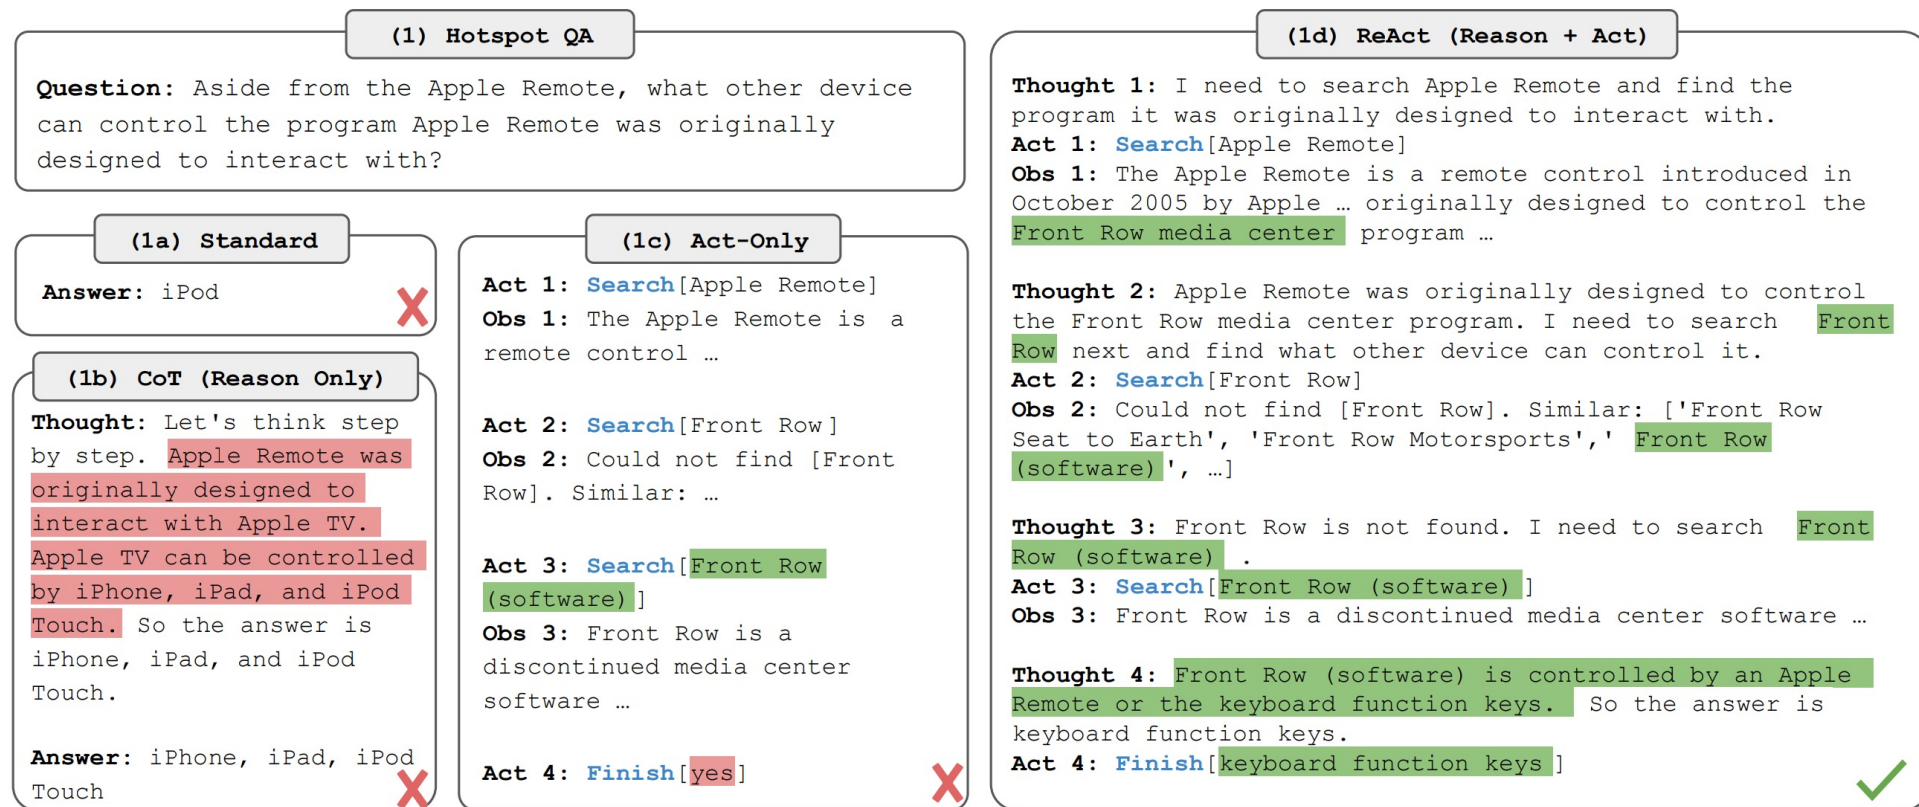 (1) Hotspot QA
Question: Aside from the Apple Remote, what other device
can control the program Apple Remote was originally
designed to interact with?
(1a) Standard
Answer: iPod
(1b) CoT (Reason Only)
Thought: Let's think step
by step. Apple Remote was
originally designed to
interact with Apple TV.
Apple TV can be controlled
by iPhone, iPad, and iPod
Touch. So the answer is
iPhone, iPad, and iPod
Touch.
Answer: iPhone, iPad, iPod
Touch
(1c) Act-Only
Act 1: Search[Apple Remote]
Obs 1: The Apple Remote is a
remote control …
Act 2: Search[Front Row]
Obs 2: Could not find [Front
Row]. Similar: …
Act 3: Search[Front Row
(software)]
Obs 3: Front Row is a
discontinued media center
software …
Act 4: Finish[yes]
(1d) ReAct (Reason + Act)
Thought 1: I need to search Apple Remote and find the
program it was originally designed to interact with.
Act 1: Search[Apple Remote]
Obs 1: The Apple Remote is a remote control introduced in
October 2005 by Apple … originally designed to control the
Front Row media center program …
Thought 2: Apple Remote was originally designed to control
the Front Row media center program. I need to search Front
Row next and find what other device can control it.
Act 2: Search[Front Row]
Obs 2: Could not find [Front Row]. Similar: ['Front Row
Seat to Earth', 'Front Row Motorsports',' Front Row
(software)', …]
Thought 3: Front Row is not found. I need to search Front
Row (software) .
Act 3: Search[Front Row (software)]
Obs 3: Front Row is a discontinued media center software …
Thought 4: Front Row (software) is controlled by an Apple
Remote or the keyboard function keys. So the answer is
keyboard function keys.
Act 4: Finish[keyboard function keys]